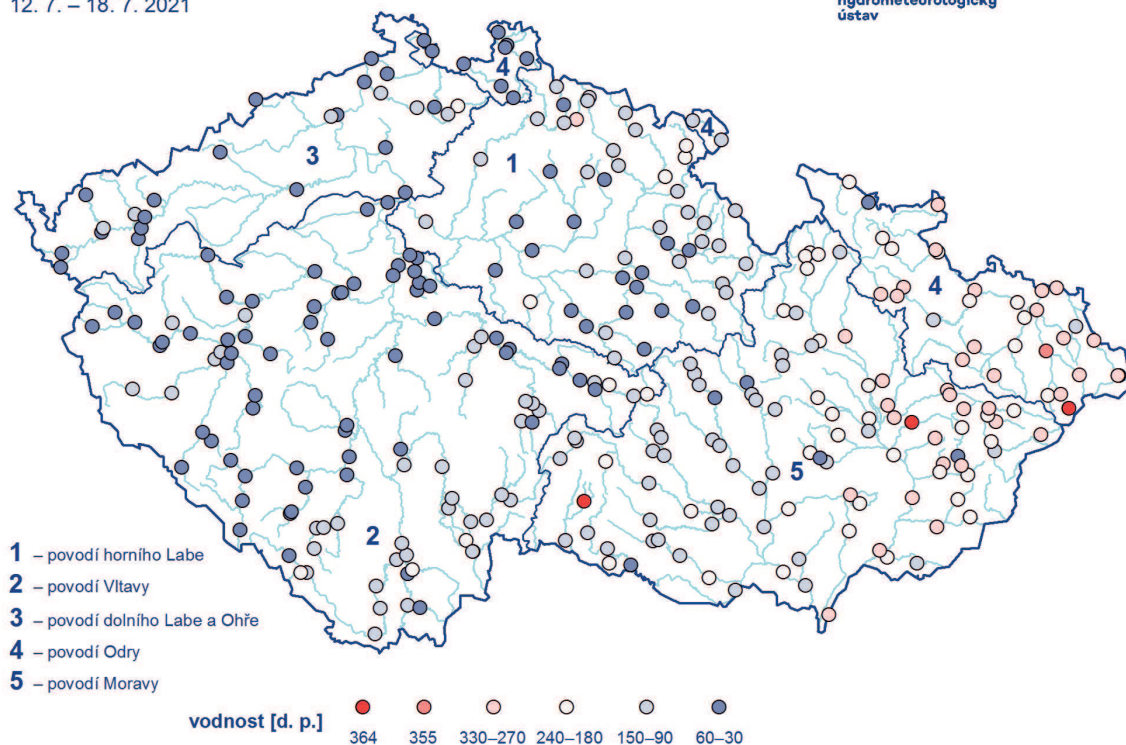 12. 7. – 18. 7. 2021
hydrometeorologický
ústav
4
4
3
1
4
5
2
1 – povodí horního Labe
2 – povodí Vltavy
3 – povodí dolního Labe a Ohře
4 – povodí Odry
5 – povodí Moravy
vodnost [d. p.]
364 355 330–270 240–180 150–90 60–30